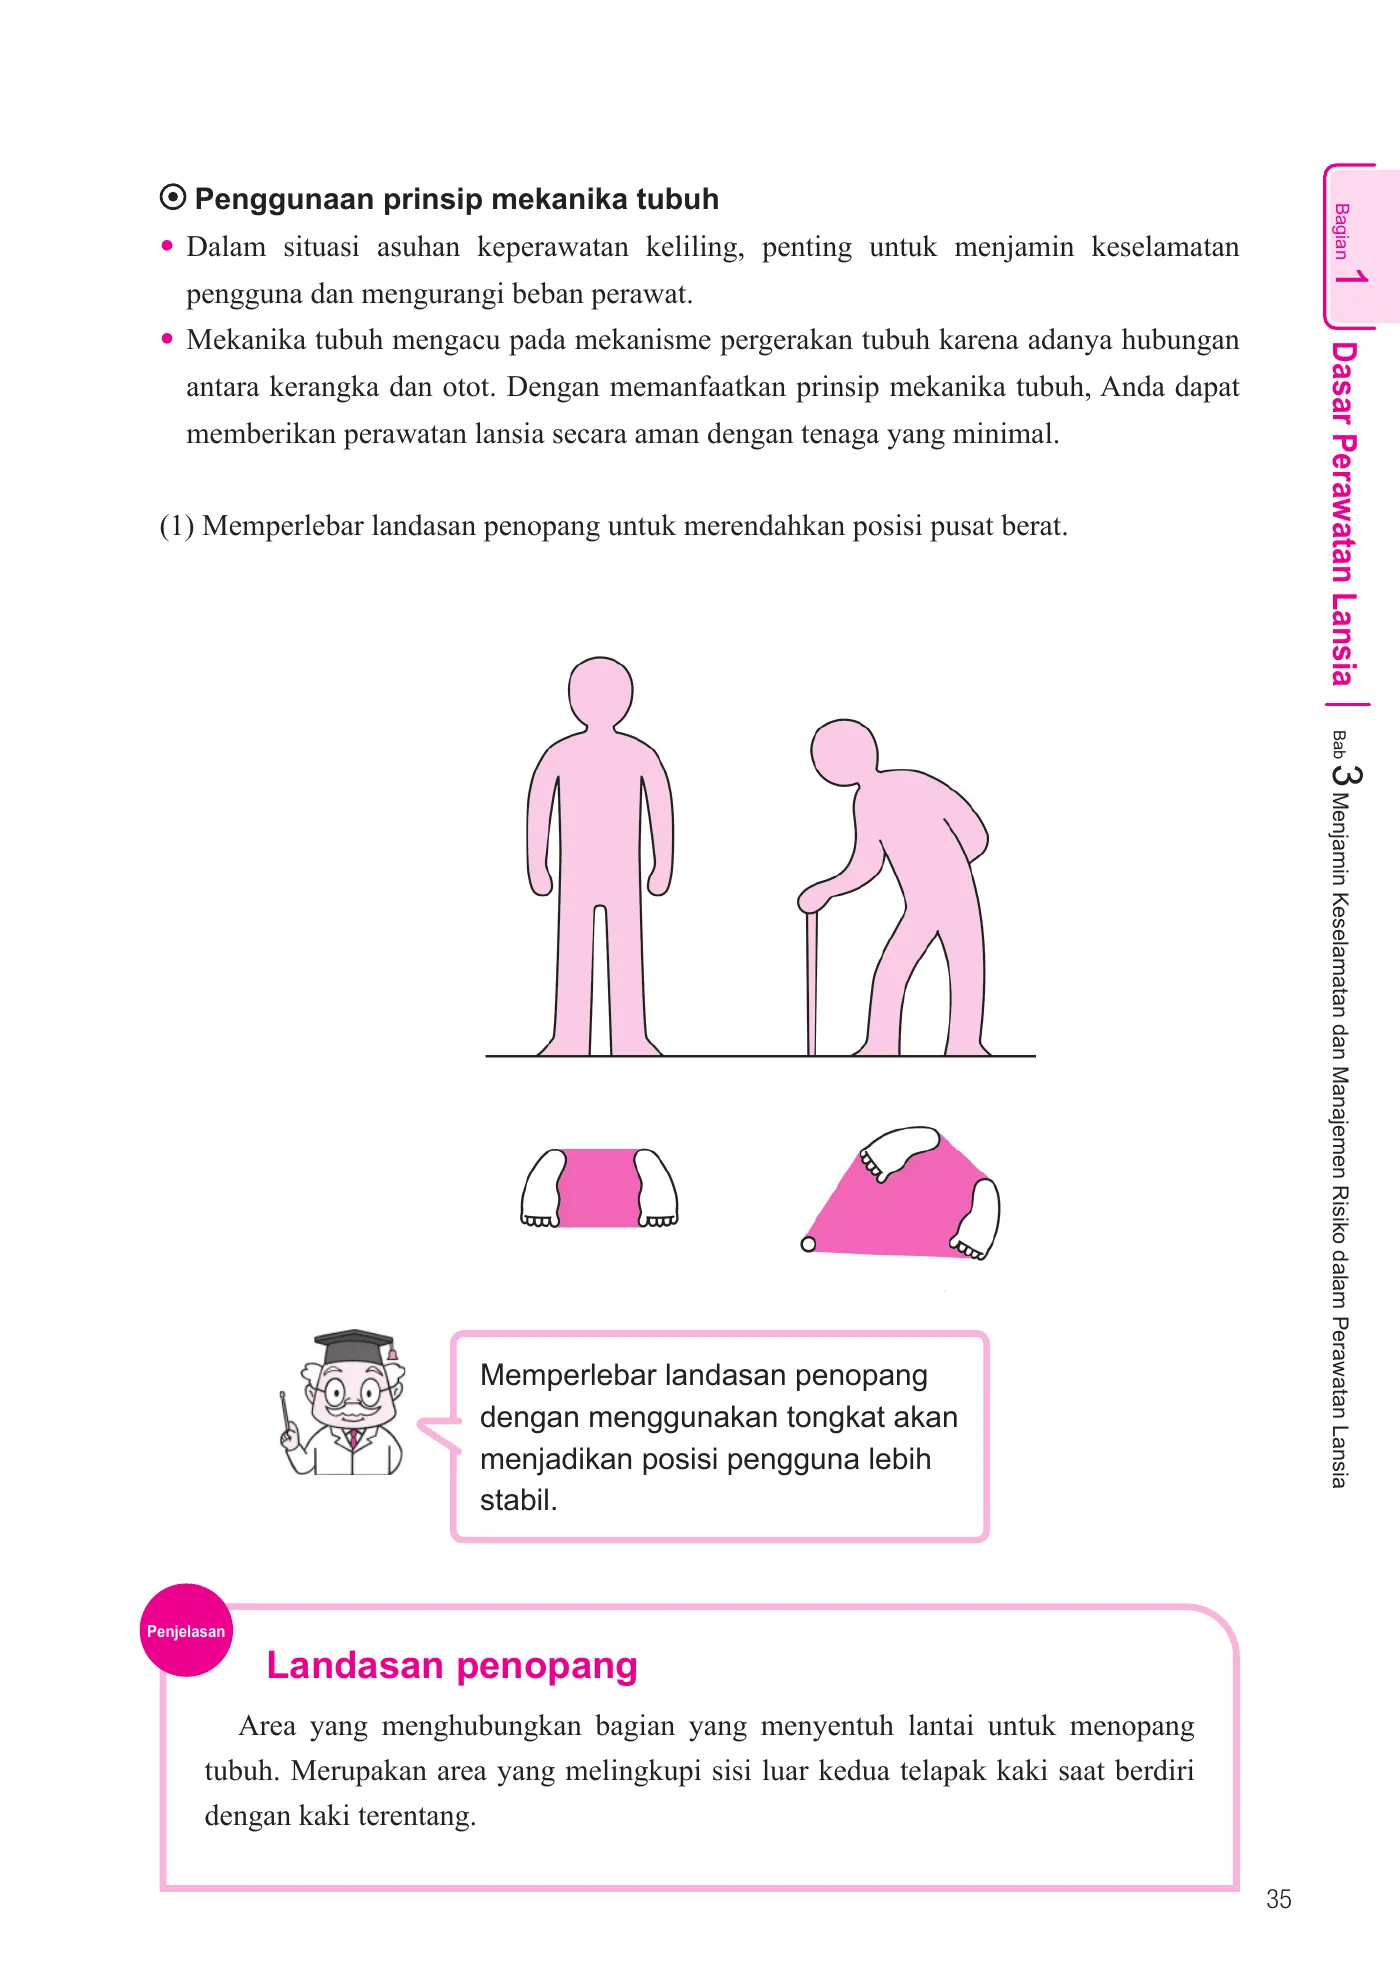 Penggunaan prinsip mekanika tubuh
• Dalam situasi asuhan keperawatan keliling, penting untuk menjamin keselamatan
pengguna dan mengurangi beban perawat.
• Mekanika tubuh mengacu pada mekanisme pergerakan tubuh karena adanya hubungan
antara kerangka dan otot. Dengan memanfaatkan prinsip mekanika tubuh, Anda dapat
memberikan perawatan lansia secara aman dengan tenaga yang minimal.
(1) Memperlebar landasan penopang untuk merendahkan posisi pusat berat.
Memperlebar landasan penopang
dengan menggunakan tongkat akan
menjadikan posisi pengguna lebih
stabil.
Penjelasan
Landasan penopang
Area yang menghubungkan bagian yang menyentuh lantai untuk menopang
tubuh. Merupakan area yang melingkupi sisi luar kedua telapak kaki saat berdiri
dengan kaki terentang.
Bagian 1 Dasar Perawatan Lansia
Bab 3 Menjamin Keselamatan dan Manajemen Risiko dalam Perawatan Lansia
35